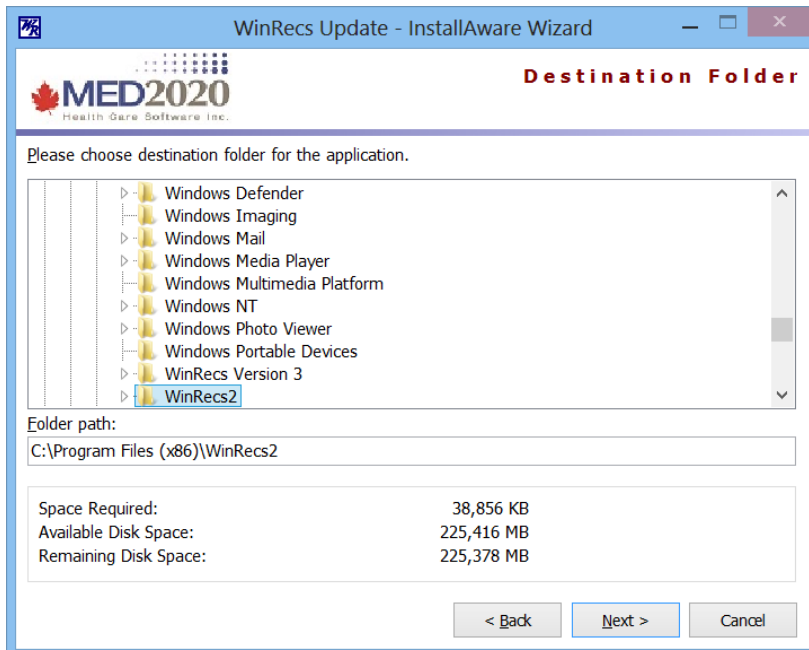 WR
WinRecs Update - InstallAware Wizard
MED2020
Health Care Software Inc.
Destination Folder
Please choose destination folder for the application.
Windows Defender
Windows Imaging
Windows Mail
Windows Media Player
Windows Multimedia Platform
Windows NT
Windows Photo Viewer
Windows Portable Devices
WinRecs Version 3
WinRecs2
Folder path:
C:\Program Files (x86)\WinRecs2
Space Required: 38,856 KB
Available Disk Space: 225,416 MB
Remaining Disk Space: 225,378 MB
< Back Next > Cancel